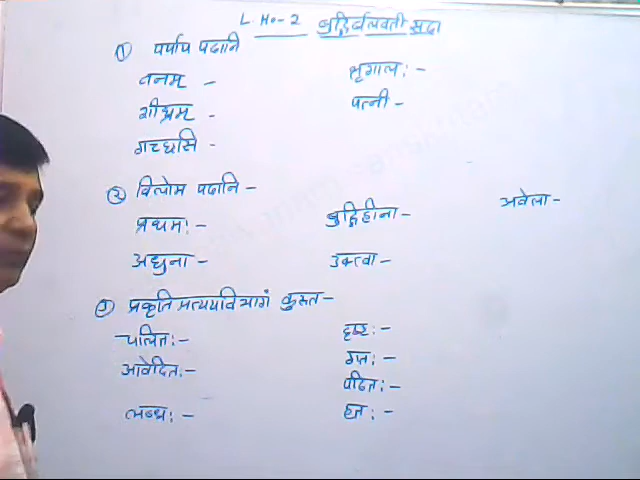 L. No- 2 बुद्धिर्बलवती सदा
① पर्याय पदानि
वनम् - शृगालः -
शीघ्रम् - पत्नी -
गच्छसि -
② विलोम पदानि -
प्रथमः - बुद्धिहीना - अवेला -
अधुना - उक्त्वा -
③ प्रकृति प्रत्ययविभागं कुरुत -
चलितः - दृष्टः -
आवेदितः - गतः -
पठितः -
लब्धः - हतः -